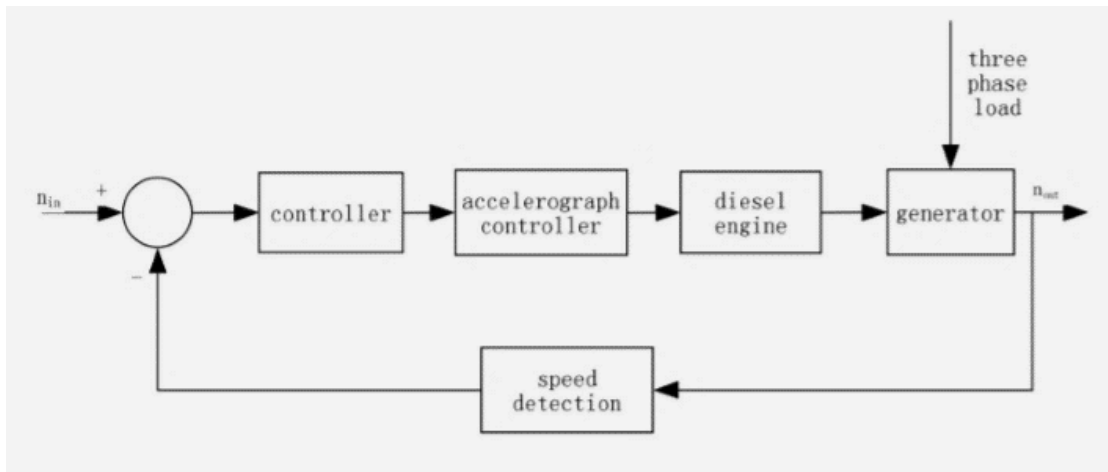 three
phase
load
n_in
+
controller
accelerograph
controller
diesel
engine
generator
n_out
−
speed
detection